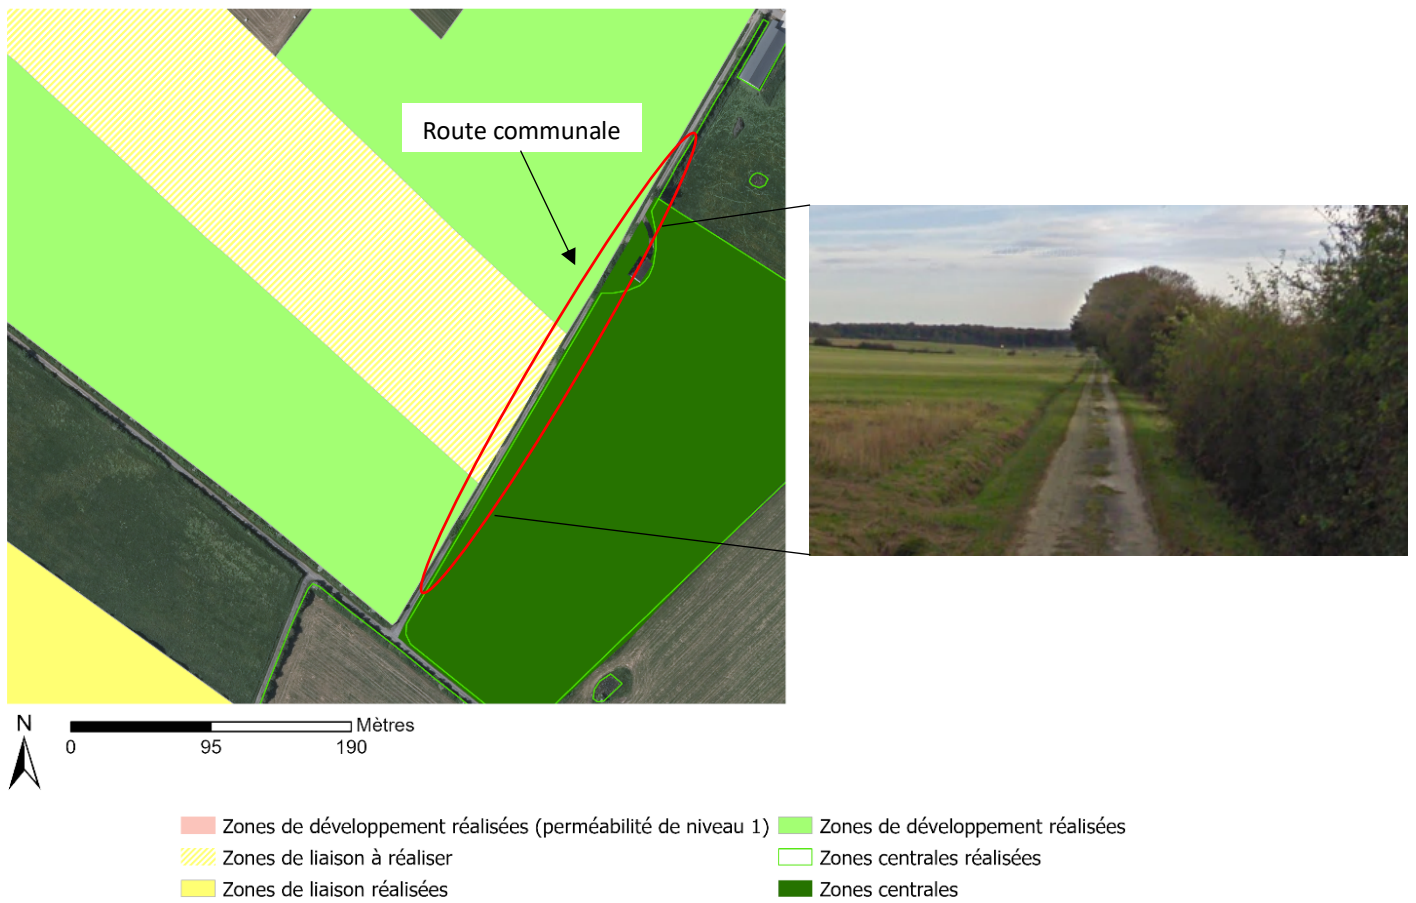 Route communale
N
Mètres
0 95 190
Zones de développement réalisées (perméabilité de niveau 1)
Zones de liaison à réaliser
Zones de liaison réalisées
Zones de développement réalisées
Zones centrales réalisées
Zones centrales